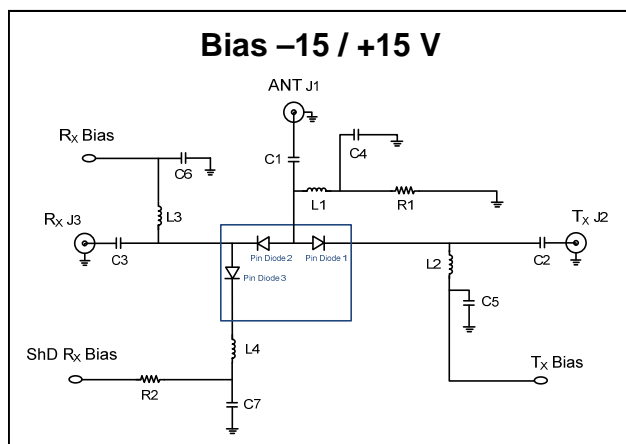 Bias –15 / +15 V
ANT J1
RX Bias
C1
C4
C6
L1
R1
L3
RX J3
TX J2
C3
Pin Diode 2
Pin Diode 1
C2
Pin Diode 3
L2
C5
L4
ShD RX Bias
TX Bias
R2
C7